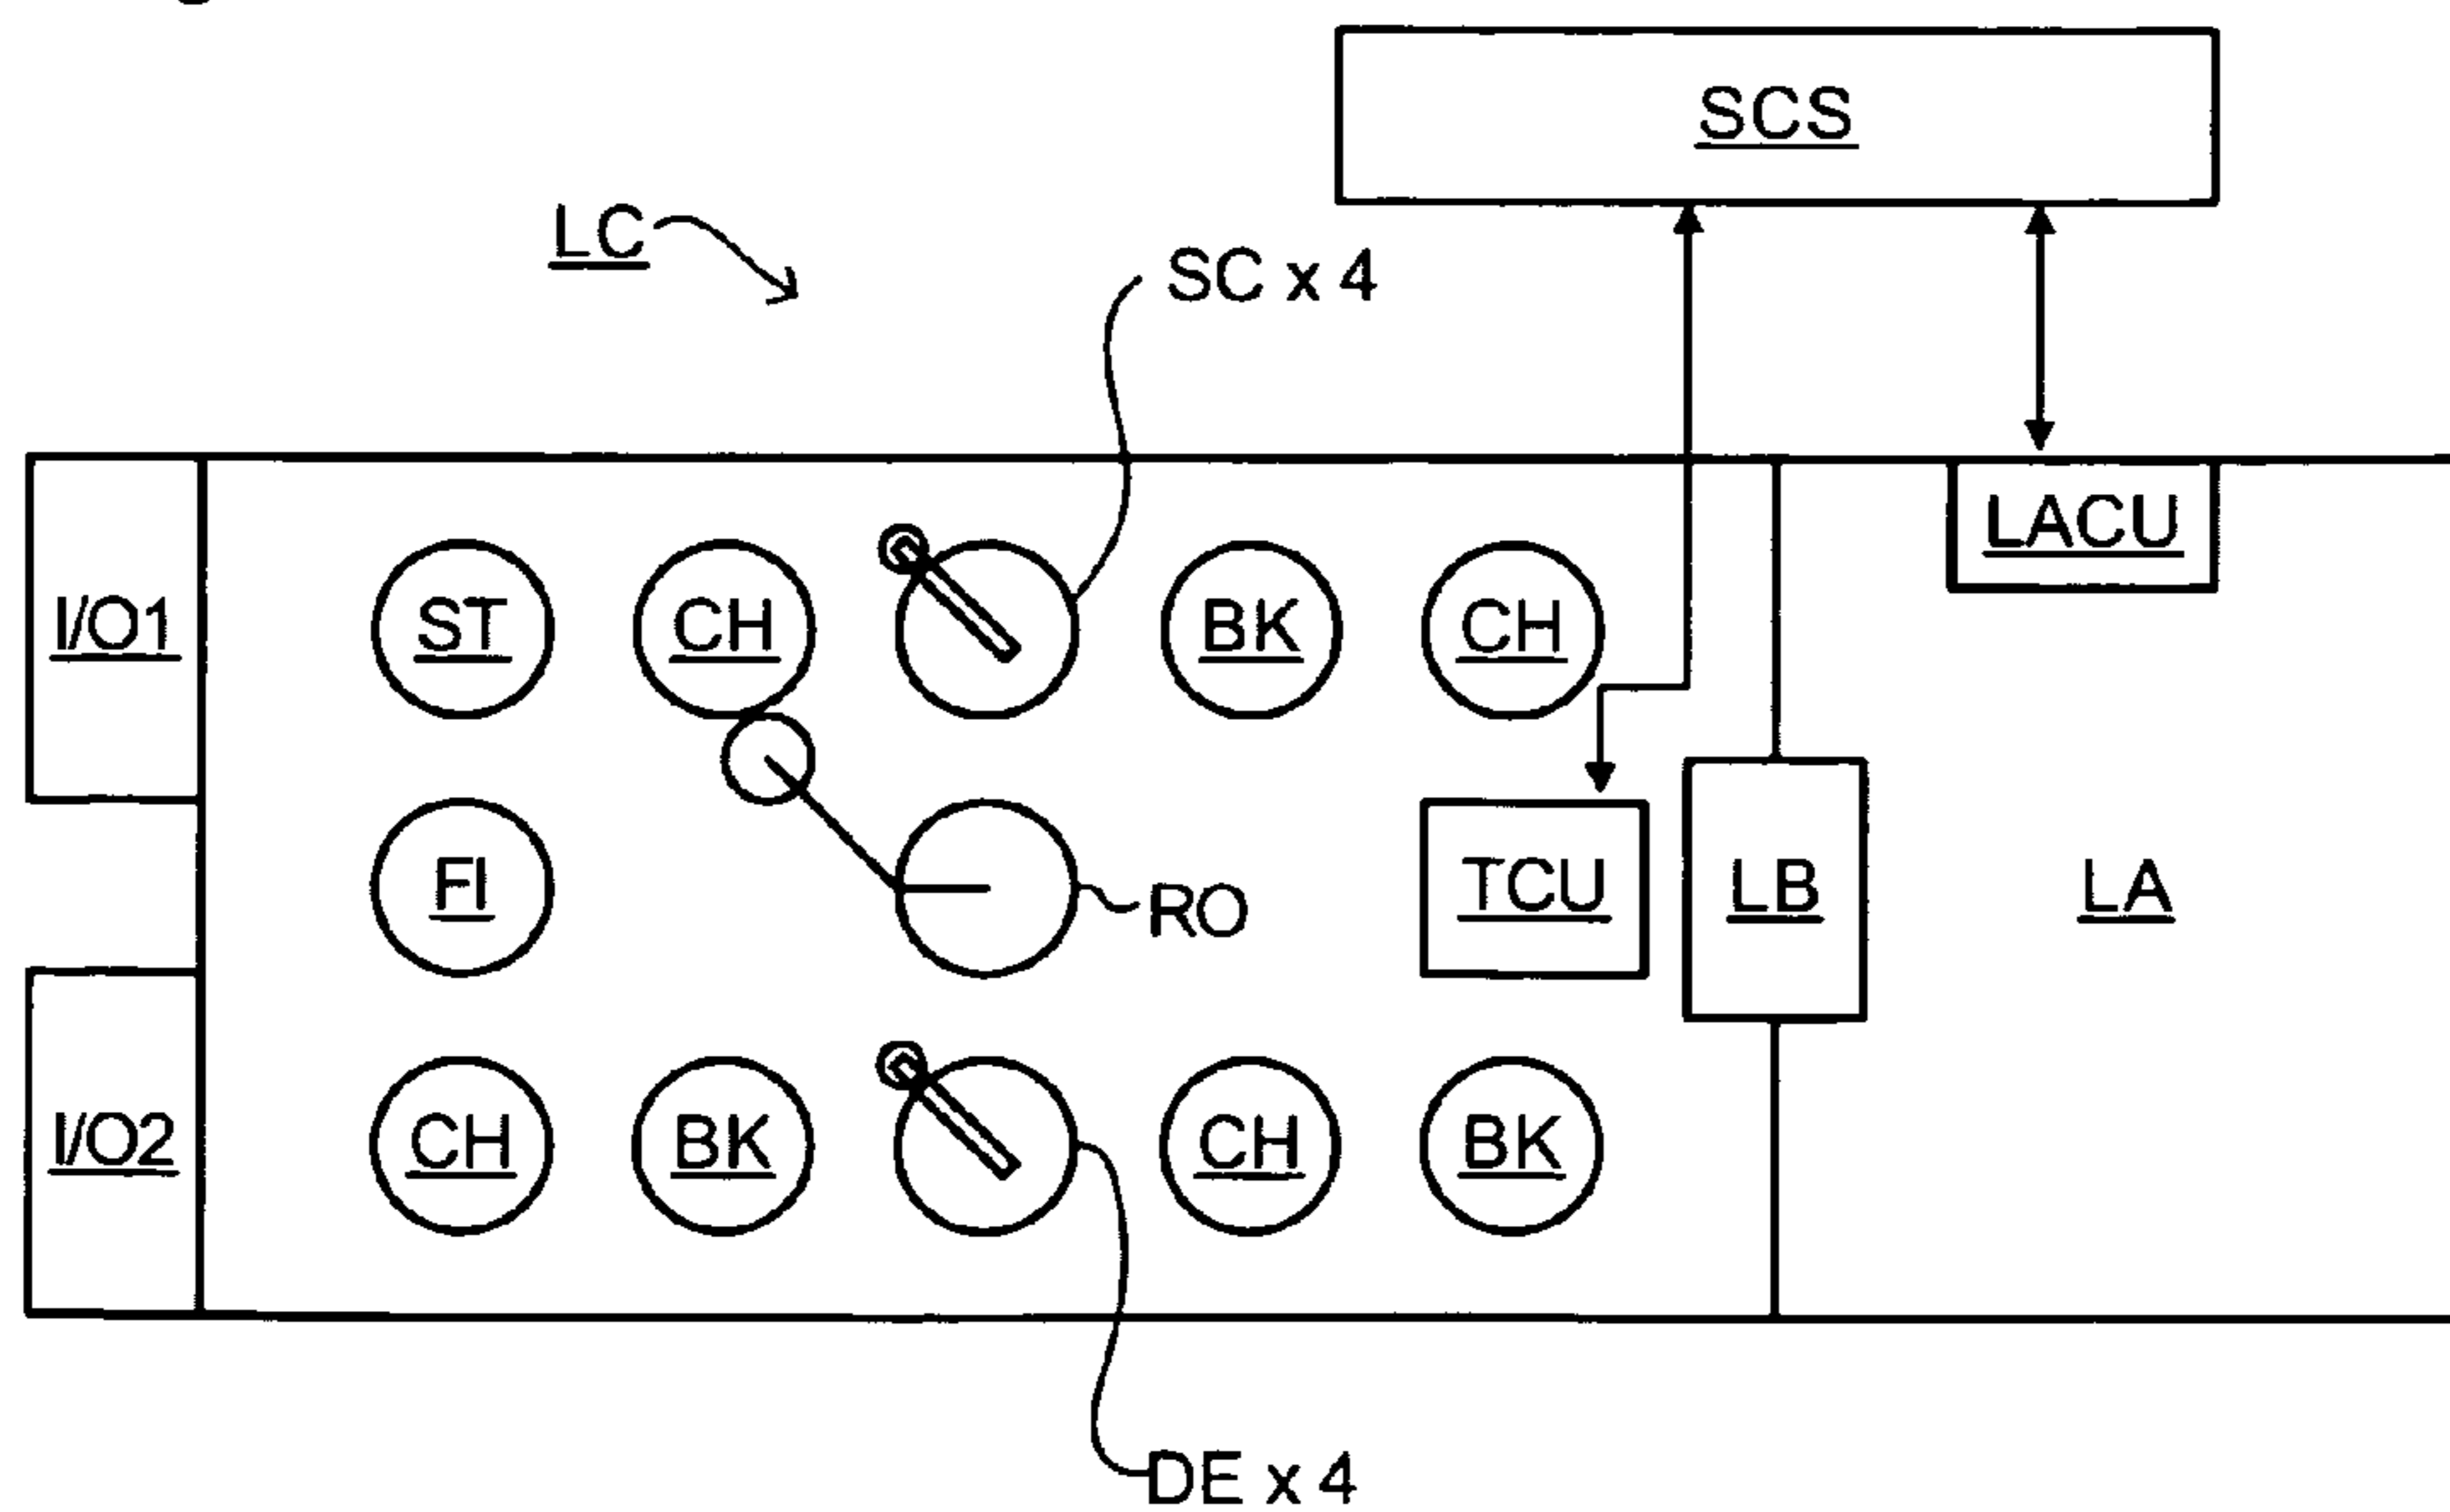 SCS
LC
SC x 4
LACU
I/O1
ST
CH
BK
CH
FI
RO
TCU
LB
LA
I/O2
CH
BK
CH
BK
DE x 4